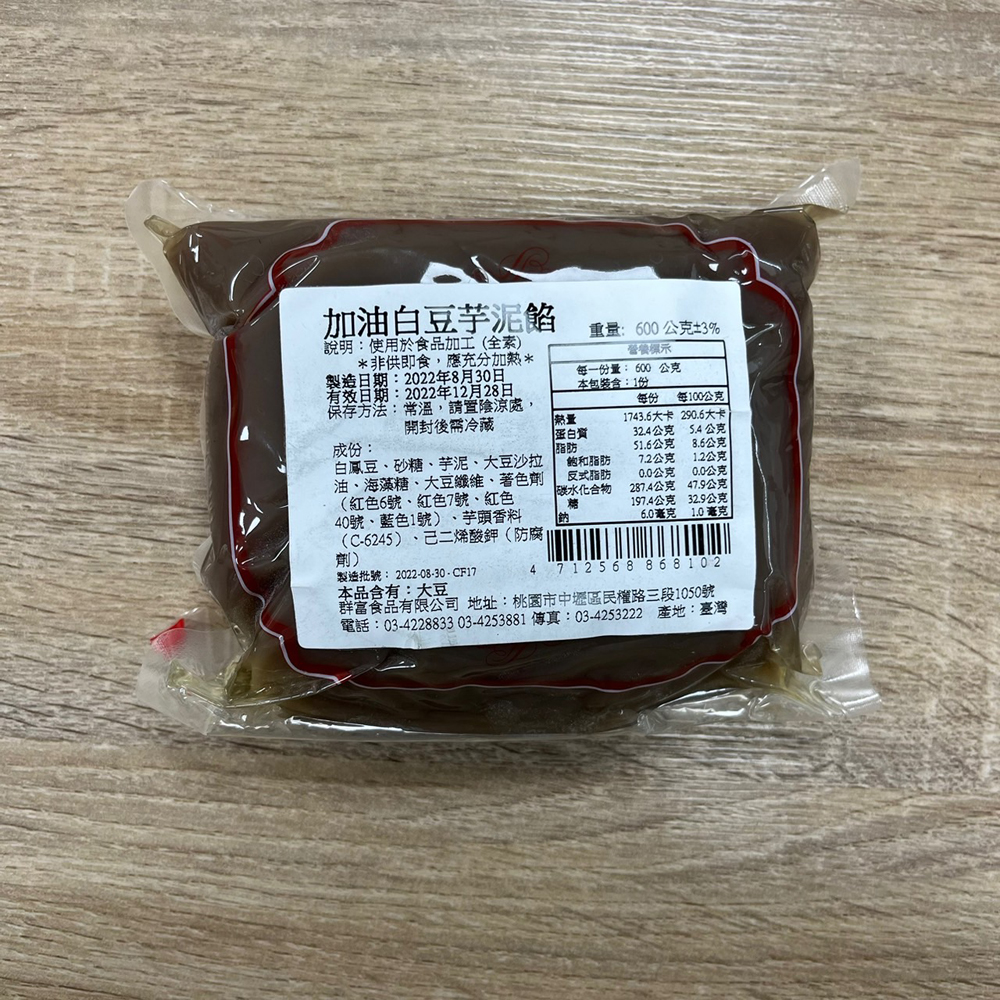 加油白豆芋泥餡
重量: 600 公克±3%
說明：使用於食品加工 (全素)
＊非供即食，應充分加熱＊
製造日期：2022年8月30日
有效日期：2022年12月28日
保存方法：常溫，請置陰涼處，
開封後需冷藏
成份：
白鳳豆、砂糖、芋泥、大豆沙拉
油、海藻糖、大豆纖維、著色劑
（紅色6號、紅色7號、紅色
40號、藍色1號）、芋頭香料
（C-6245）、己二烯酸鉀（防腐
劑）
製造批號： 2022-08-30 - CF17
營養標示
每一份量： 600 公克
本包裝含：1份
每份 每100公克
熱量 1743.6大卡 290.6大卡
蛋白質 32.4公克 5.4 公克
脂肪 51.6公克 8.6公克
飽和脂肪 7.2公克 1.2公克
反式脂肪 0.0公克 0.0公克
碳水化合物 287.4公克 47.9公克
糖 197.4公克 32.9公克
鈉 6.0毫克 1.0 毫克
4 712568 868102
本品含有：大豆
群富食品有限公司 地址：桃園市中壢區民權路三段1050號
電話：03-4228833 03-4253881 傳真：03-4253222 產地：臺灣